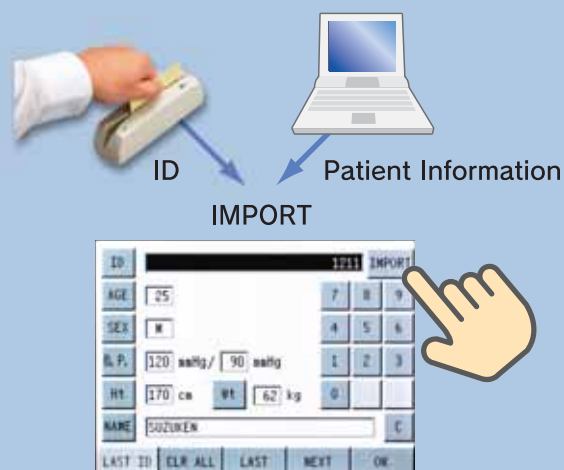 ID Patient Information
IMPORT
ID 1211 IMPORT
AGE 25 7 8 9
SEX M 4 5 6
B.P. 120 mmHg/ 90 mmHg 1 2 3
Ht 170 cm Wt 62 kg 0
NAME SUZUKEN C
LAST ID CLR ALL LAST NEXT OK